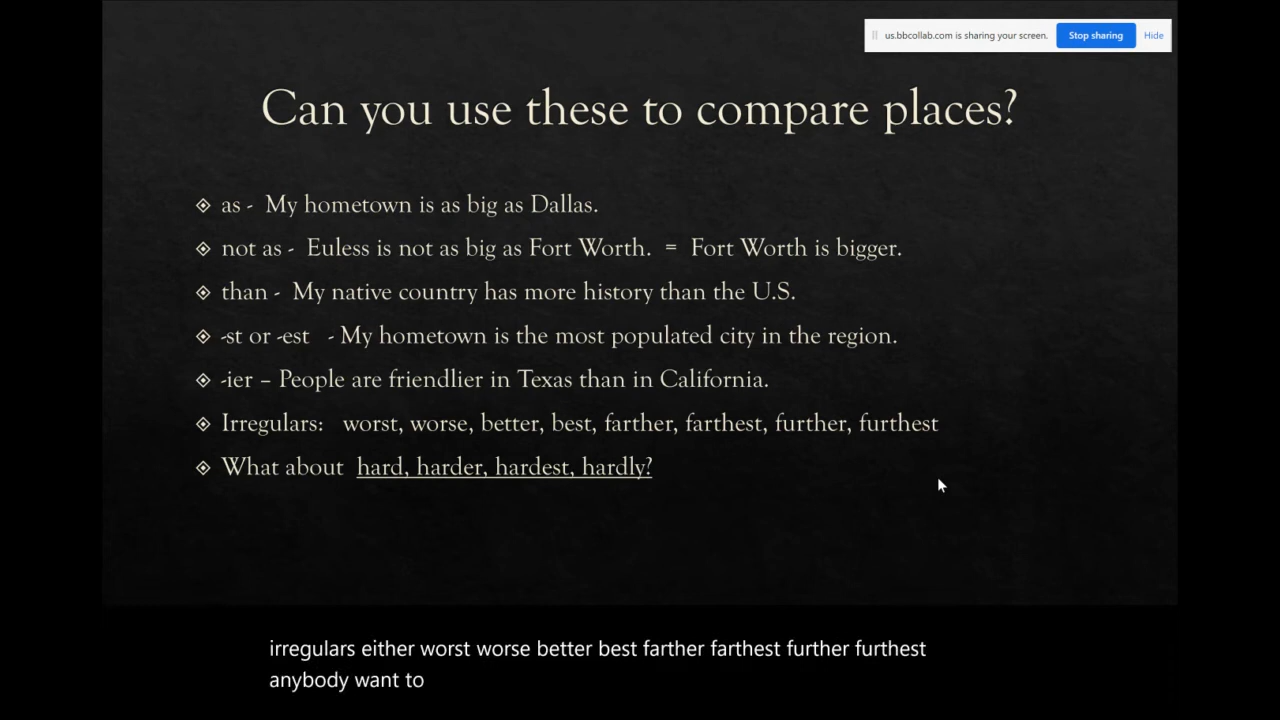 us.bbcollab.com is sharing your screen. Stop sharing Hide
Can you use these to compare places?
as - My hometown is as big as Dallas.
not as - Euless is not as big as Fort Worth. = Fort Worth is bigger.
than - My native country has more history than the U.S.
-st or -est - My hometown is the most populated city in the region.
-ier – People are friendlier in Texas than in California.
Irregulars: worst, worse, better, best, farther, farthest, further, furthest
What about hard, harder, hardest, hardly?
irregulars either worst worse better best farther farthest further furthest
anybody want to